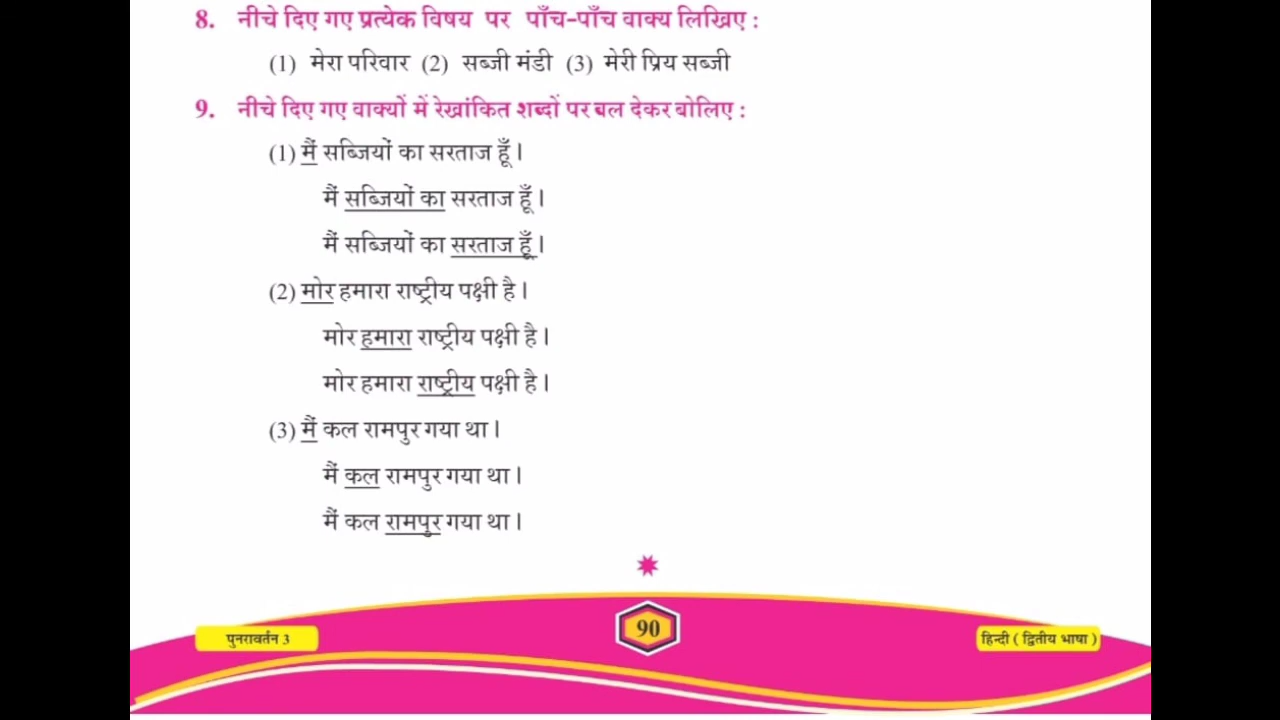 8. नीचे दिए गए प्रत्येक विषय पर पाँच-पाँच वाक्य लिखिए :
(1) मेरा परिवार (2) सब्जी मंडी (3) मेरी प्रिय सब्जी
9. नीचे दिए गए वाक्यों में रेखांकित शब्दों पर बल देकर बोलिए :
(1) मैं सब्जियों का सरताज हूँ।
मैं सब्जियों का सरताज हूँ।
मैं सब्जियों का सरताज हूँ।
(2) मोर हमारा राष्ट्रीय पक्षी है।
मोर हमारा राष्ट्रीय पक्षी है।
मोर हमारा राष्ट्रीय पक्षी है।
(3) मैं कल रामपुर गया था।
मैं कल रामपुर गया था।
मैं कल रामपुर गया था।
पुनरावर्तन 3 90 हिन्दी ( द्वितीय भाषा )